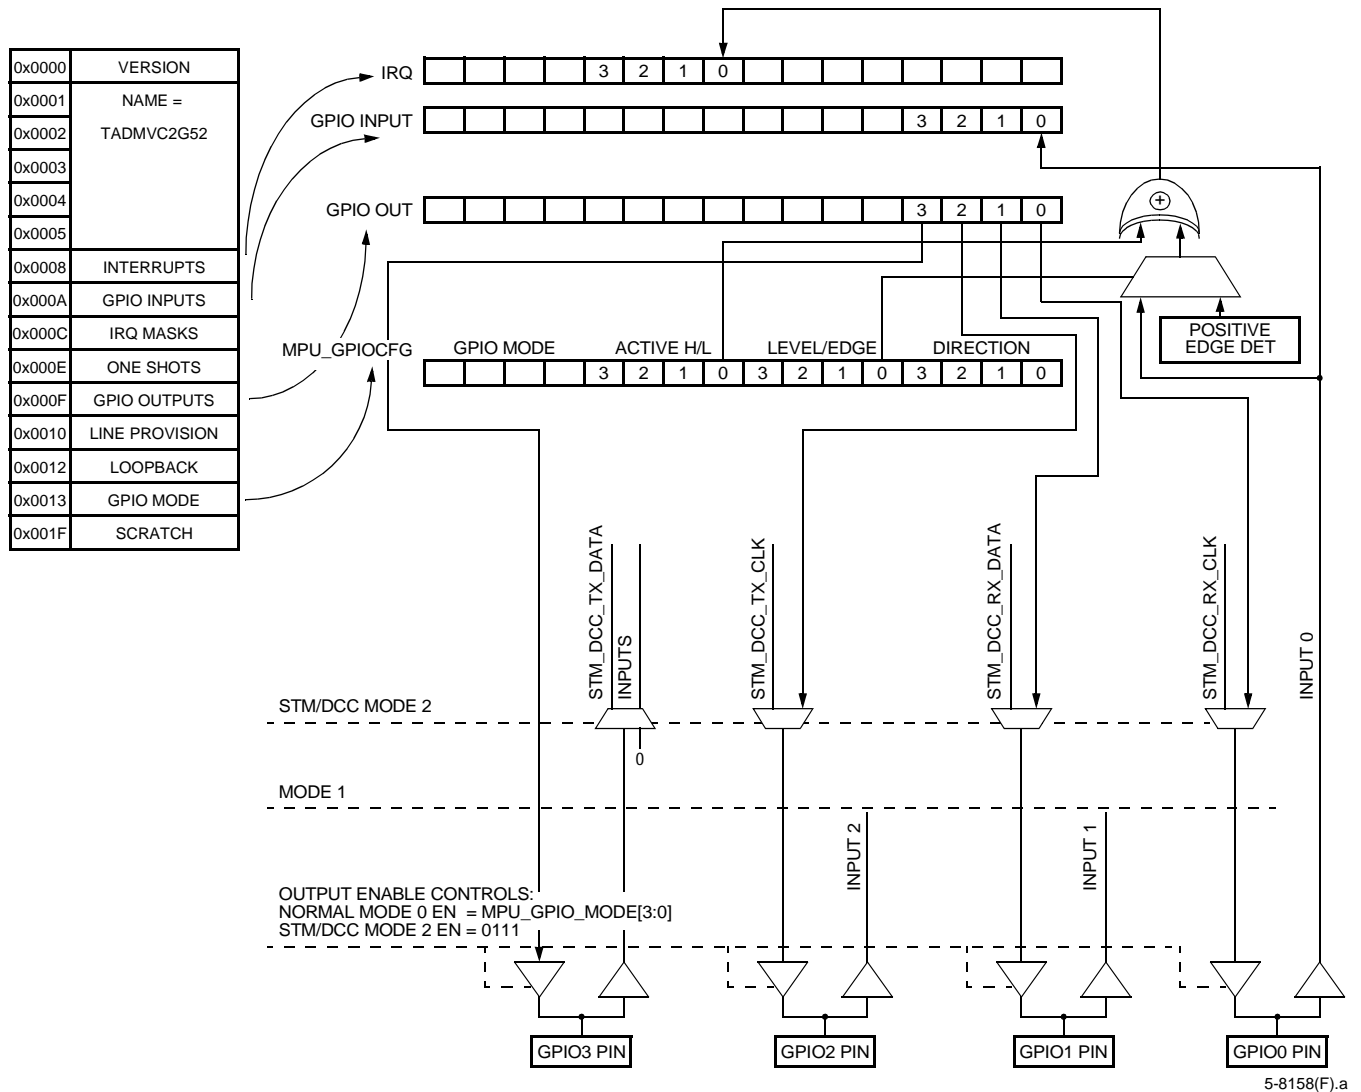 0x0000 VERSION
0x0001 NAME =
0x0002 TADMVC2G52
0x0003
0x0004
0x0005
0x0008 INTERRUPTS
0x000A GPIO INPUTS
0x000C IRQ MASKS
0x000E ONE SHOTS
0x000F GPIO OUTPUTS
0x0010 LINE PROVISION
0x0012 LOOPBACK
0x0013 GPIO MODE
0x001F SCRATCH
IRQ 3 2 1 0
GPIO INPUT 3 2 1 0
GPIO OUT 3 2 1 0
+
POSITIVE
EDGE DET
GPIO MODE ACTIVE H/L LEVEL/EDGE DIRECTION
MPU_GPIOCFG 3 2 1 0 3 2 1 0 3 2 1 0
STM_DCC_TX_DATA
INPUTS
STM_DCC_TX_CLK
STM_DCC_RX_DATA
STM_DCC_RX_CLK
INPUT 0
STM/DCC MODE 2
0
MODE 1
INPUT 2
INPUT 1
OUTPUT ENABLE CONTROLS:
NORMAL MODE 0 EN = MPU_GPIO_MODE[3:0]
STM/DCC MODE 2 EN = 0111
GPIO3 PIN GPIO2 PIN GPIO1 PIN GPIO0 PIN
5-8158(F).a